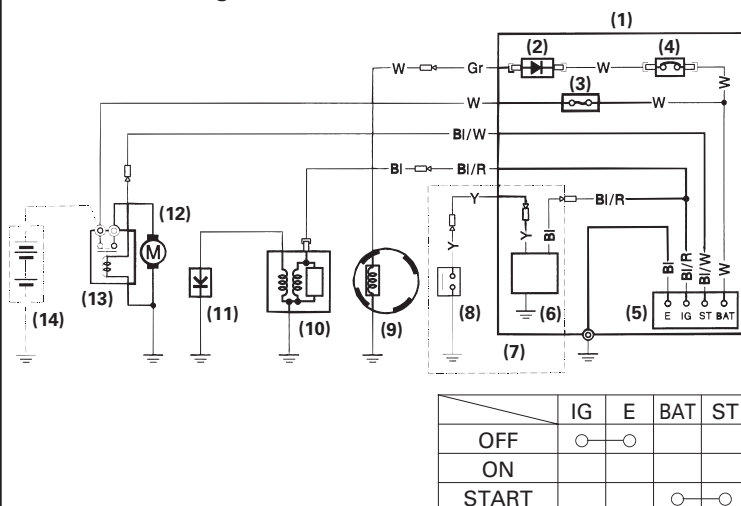 (1)
(2)
(4)
W
Gr
W
W
(3)
W
W
Bl/W
Bl
Bl/R
Y
Bl/R
Y
Y
Bl
Bl
Bl/R
Bl/W
W
(12)
M
(13)
(14)
(11)
(10)
(9)
(8)
(6)
(7)
(5)
E IG ST BAT
IG E BAT ST
OFF
ON
START